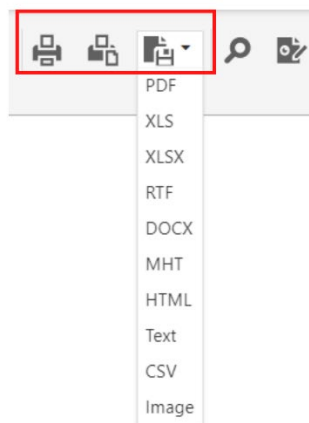 PDF
XLS
XLSX
RTF
DOCX
MHT
HTML
Text
CSV
Image